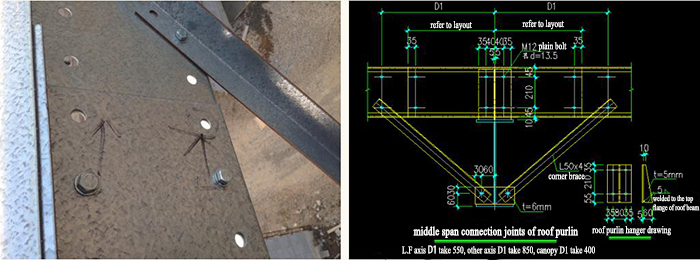 D1
D1
refer to layout
refer to layout
35
35
40
40
35
35
M12 plain bolt
d=13.5
45
210
45
10
L50x4
corner brace
30
60
60
30
t=6mm
10
35
210
55
t=5mm
5
welded to the top
flange of roof beam
35
80
35
5
60
roof purlin hanger drawing
middle span connection joints of roof purlin
L.F axis D1 take 550, other axis D1 take 850, canopy D1 take 400